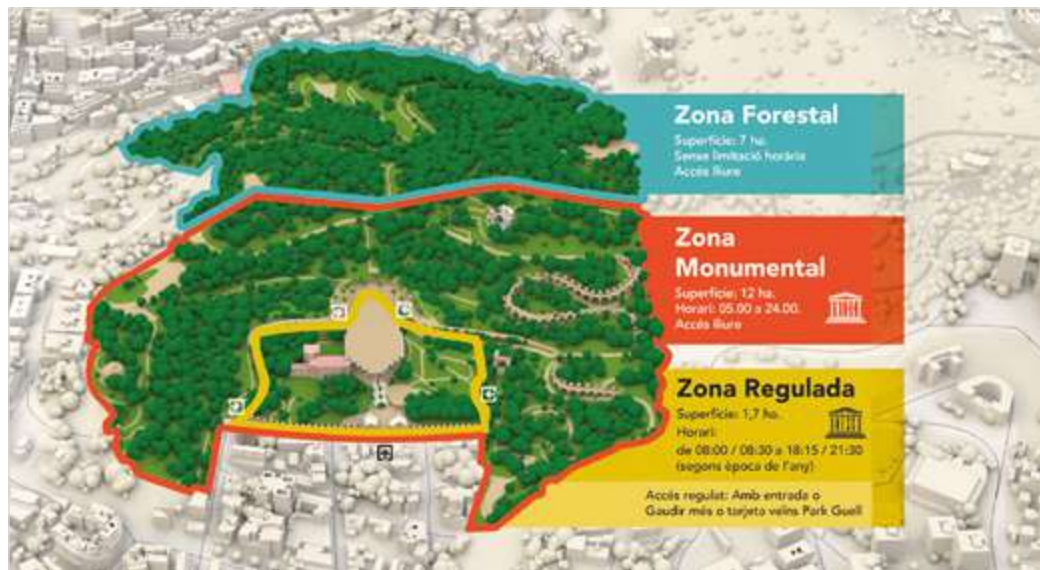 Zona Forestal
Superfície: 7 ha.
Sense limitació horària
Accés lliure
Zona
Monumental
Superfície: 12 ha.
Horari: 05.00 a 24.00.
Accés lliure
Zona Regulada
Superfície: 1,7 ha.
Horari:
de 08:00 / 08:30 a 18:15 / 21:30
(segons època de l'any)
Accés regulat: Amb entrada o
Gaudir més o tarjeta veïns Park Guell